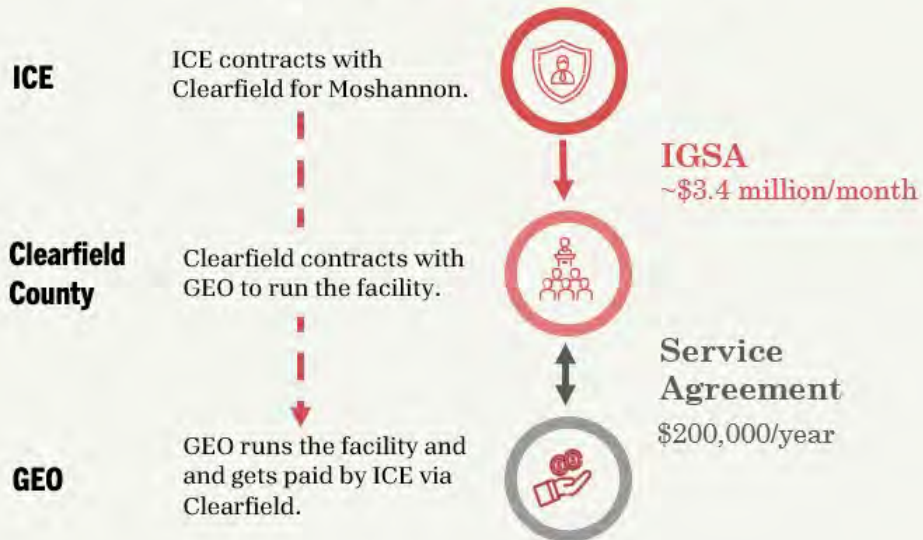 ICE
ICE contracts with
Clearfield for Moshannon.
IGSA
~$3.4 million/month
Clearfield
County
Clearfield contracts with
GEO to run the facility.
Service
Agreement
$200,000/year
GEO
GEO runs the facility and
and gets paid by ICE via
Clearfield.